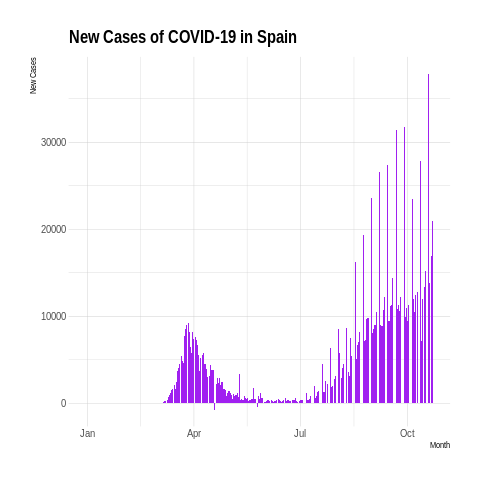 New Cases of COVID-19 in Spain
New Cases
30000
20000
10000
0
Jan Apr Jul Oct
Month